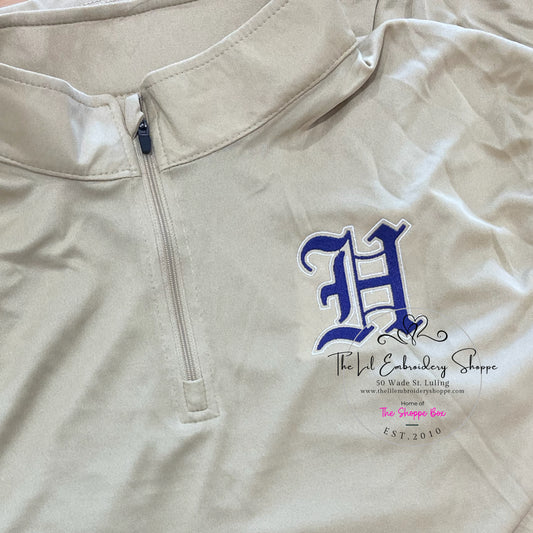 H
The Lil Embroidery Shoppe
50 Wade St. Luling
www.thelilembroideryshoppe.com
Home of
The Shoppe Box
EST.2010